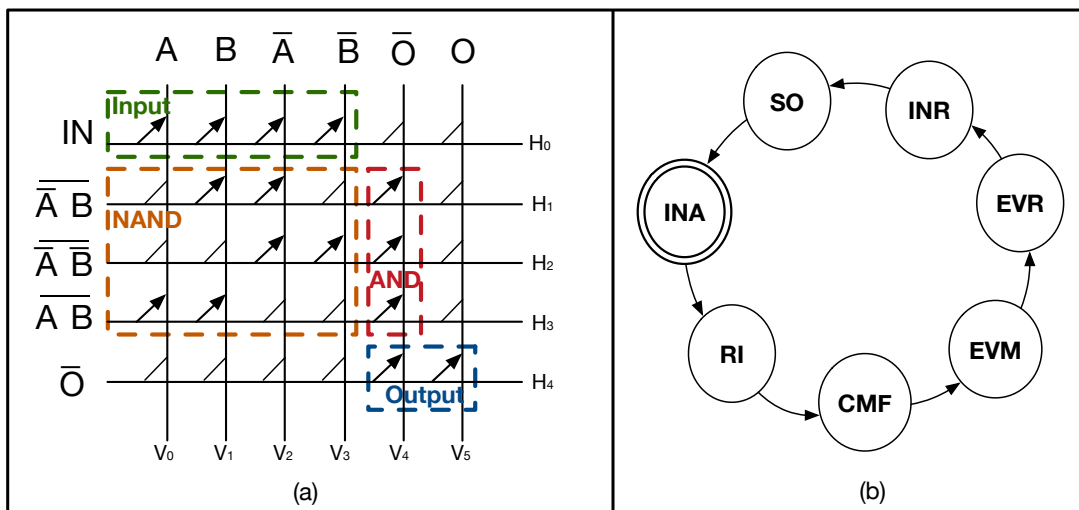 A B A̅ B̅ O̅ O
Input
IN
H₀
A̅ B̅̅
NAND
H₁
A̅ B̅
H₂
AND
A B
H₃
O̅
Output
H₄
V₀ V₁ V₂ V₃ V₄ V₅
(a)
SO
INR
INA
EVR
RI
EVM
CMF
(b)